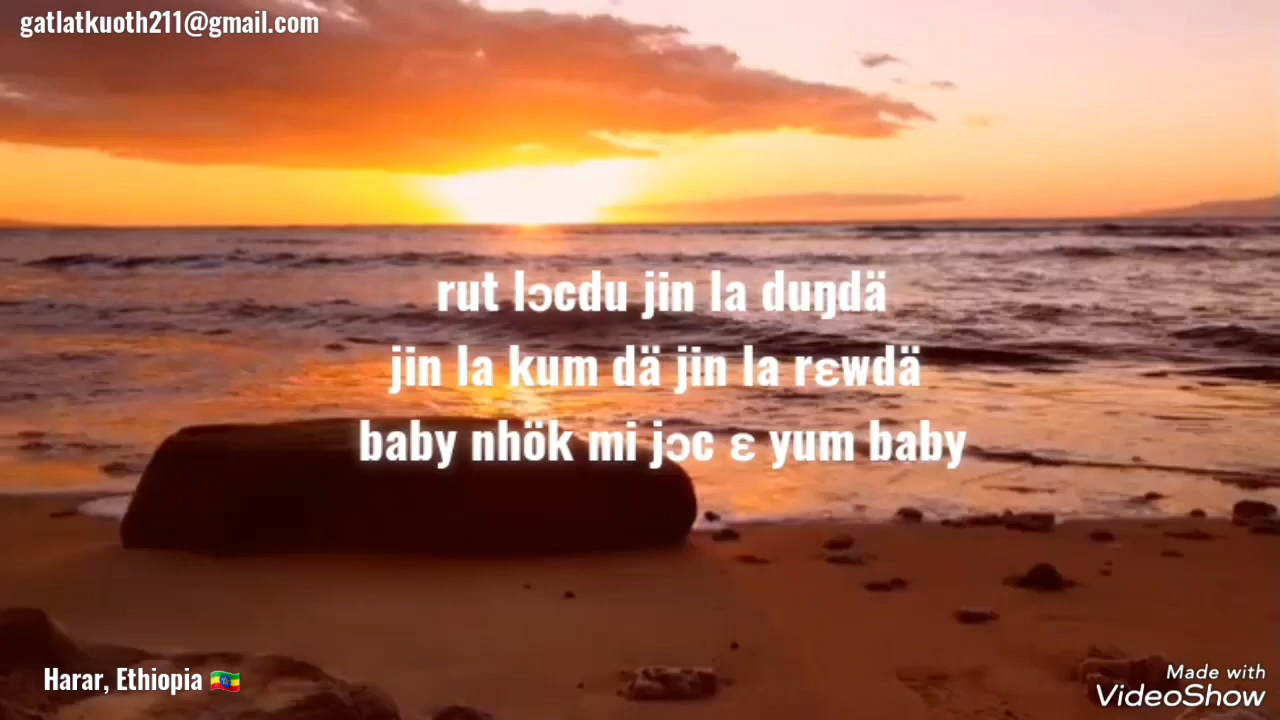 gatlatkuoth211@gmail.com
rut lɔcdu jin la duŋdä
jin la kum dä jin la rɛwdä
baby nhök mi jɔc ɛ yum baby
Harar, Ethiopia 🇪🇹
Made with
VideoShow